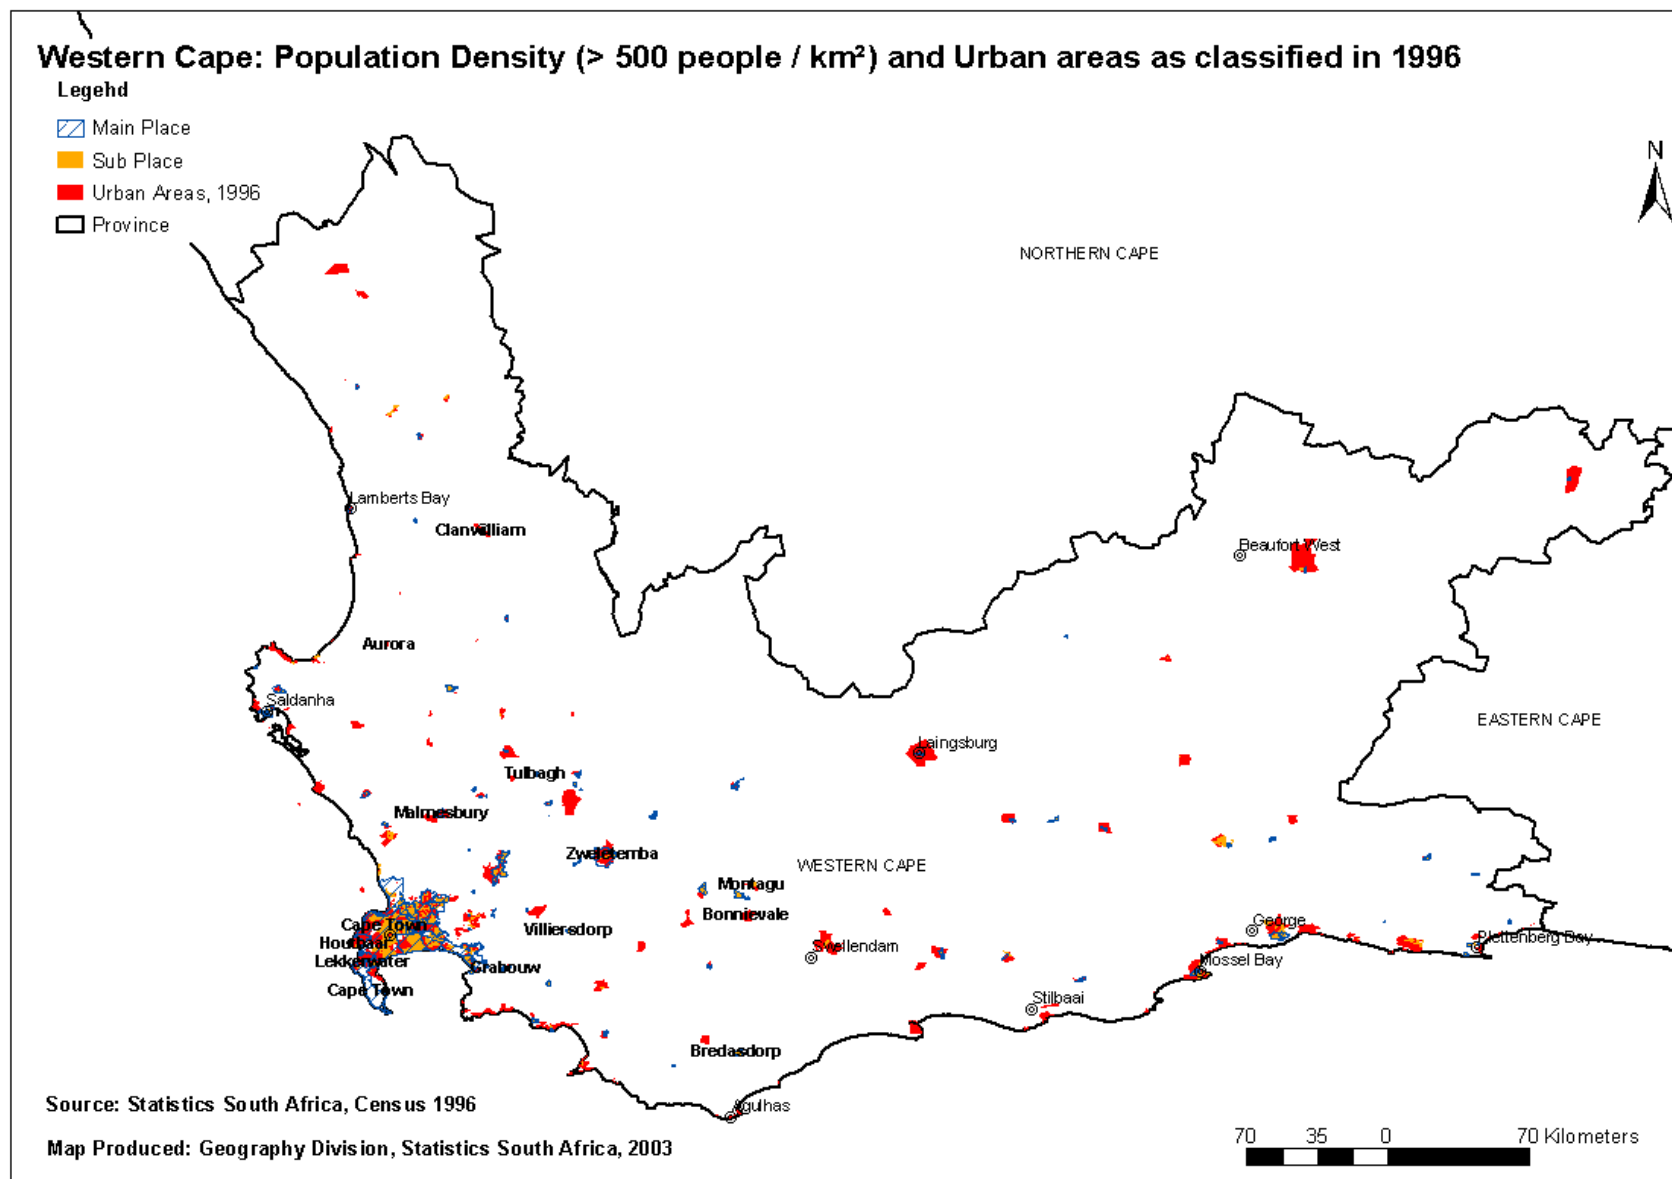 Western Cape: Population Density (> 500 people / km²) and Urban areas as classified in 1996
Legehd
Main Place
Sub Place
Urban Areas, 1996
Province
N
NORTHERN CAPE
Lamberts Bay
Clanwilliam
Beaufort West
Aurora
Saldanha
EASTERN CAPE
Laingsburg
Tulbagh
Malmesbury
Zweletemba
WESTERN CAPE
Montagu
Bonnievale
Cape Town
Villiersdorp
George
Houtbaai
Swellendam
Plettenberg Bay
Lekkerwater
Grabouw
Mossel Bay
Cape Town
Stilbaai
Bredasdorp
Agulhas
Source: Statistics South Africa, Census 1996
Map Produced: Geography Division, Statistics South Africa, 2003
70 35 0 70 Kilometers